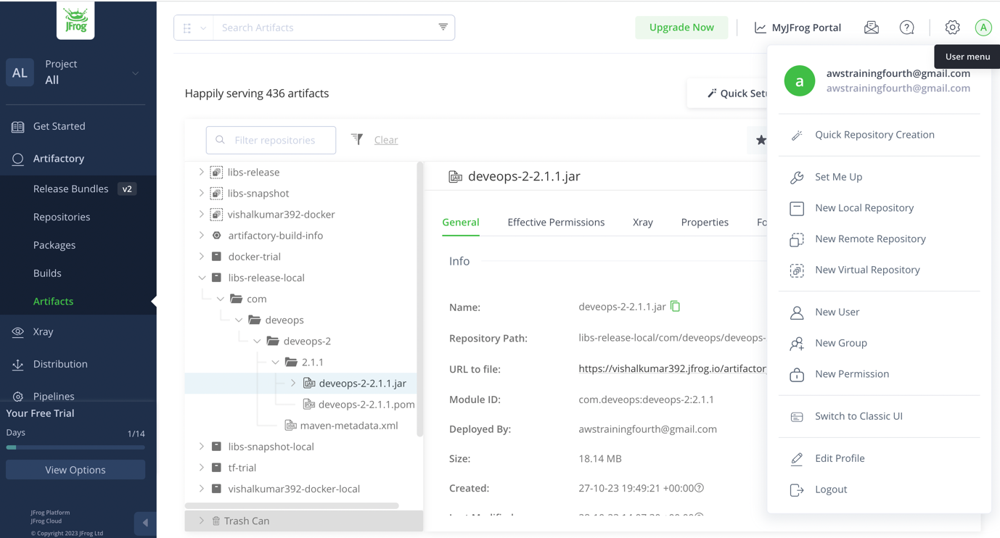 JFrog
AL
Project
All
Get Started
Artifactory
Release Bundles v2
Repositories
Packages
Builds
Artifacts
Xray
Distribution
Pipelines
Your Free Trial
Days 1/14
View Options
JFrog Platform
JFrog Cloud
© Copyright 2023 JFrog Ltd
Search Artifacts
Upgrade Now
MyJFrog Portal
A
User menu
Happily serving 436 artifacts
Quick Setu
Filter repositories
Clear
libs-release
libs-snapshot
vishalkumar392-docker
artifactory-build-info
docker-trial
libs-release-local
com
deveops
deveops-2
2.1.1
deveops-2-2.1.1.jar
deveops-2-2.1.1.pom
maven-metadata.xml
libs-snapshot-local
tf-trial
vishalkumar392-docker-local
Trash Can
deveops-2-2.1.1.jar
General Effective Permissions Xray Properties Fo
Info
Name: deveops-2-2.1.1.jar
Repository Path: libs-release-local/com/deveops/deveops-
URL to file: https://vishalkumar392.jfrog.io/artifactory
Module ID: com.deveops:deveops-2:2.1.1
Deployed By: awstrainingfourth@gmail.com
Size: 18.14 MB
Created: 27-10-23 19:49:21 +00:00
a
awstrainingfourth@gmail.com
awstrainingfourth@gmail.com
Quick Repository Creation
Set Me Up
New Local Repository
New Remote Repository
New Virtual Repository
New User
New Group
New Permission
Switch to Classic UI
Edit Profile
Logout